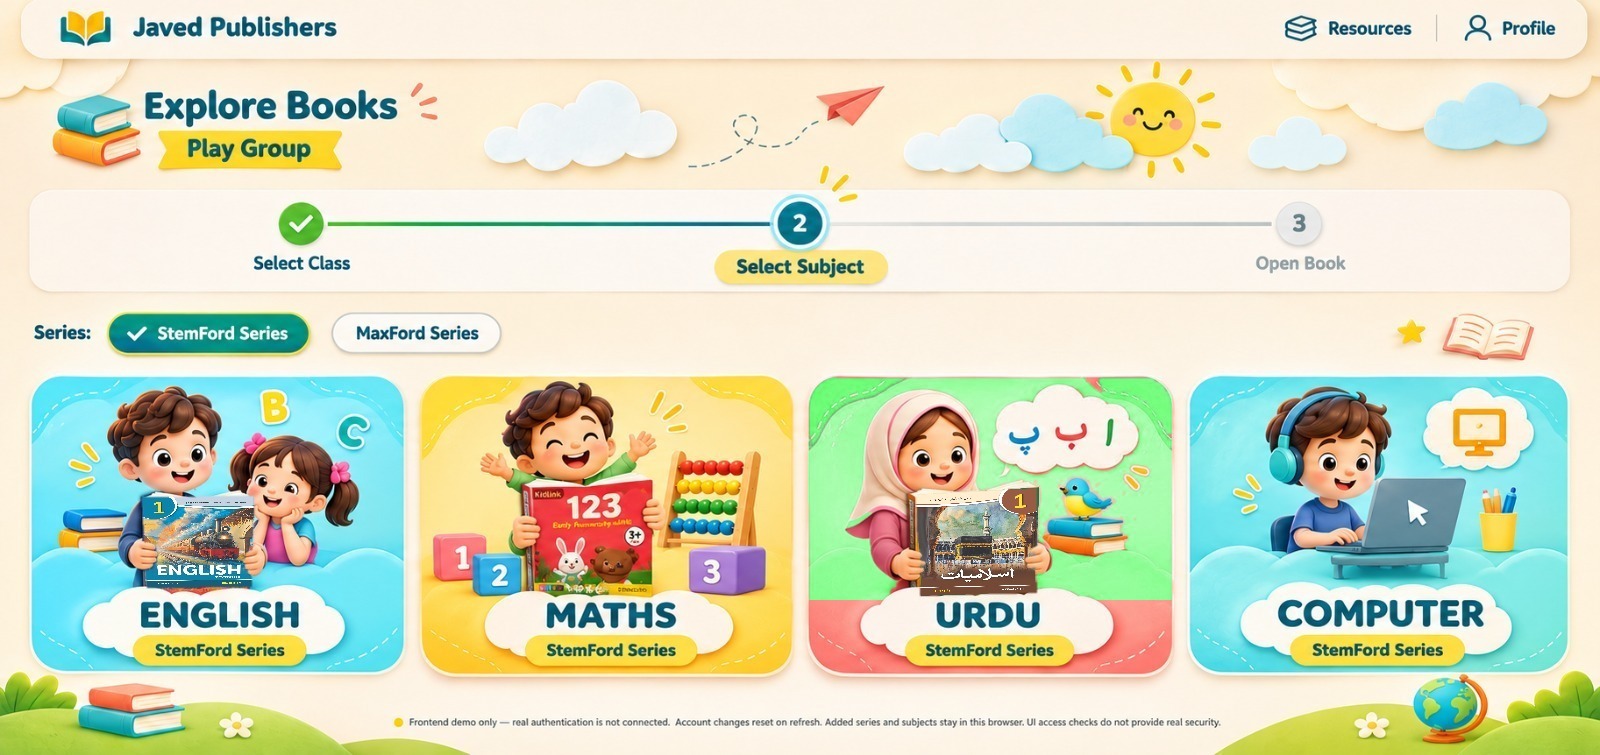 Javed Publishers
Resources
Profile
Explore Books
Play Group
2
3
Select Class
Select Subject
Open Book
Series:
StemFord Series
MaxFord Series
B
C
1
ENGLISH
ENGLISH
StemFord Series
Kidlink
123
3+
1
2
3
MATHS
StemFord Series
ا ب پ
1
اسلامیات
URDU
StemFord Series
COMPUTER
StemFord Series
Frontend demo only — real authentication is not connected. Account changes reset on refresh. Added series and subjects stay in this browser. UI access checks do not provide real security.